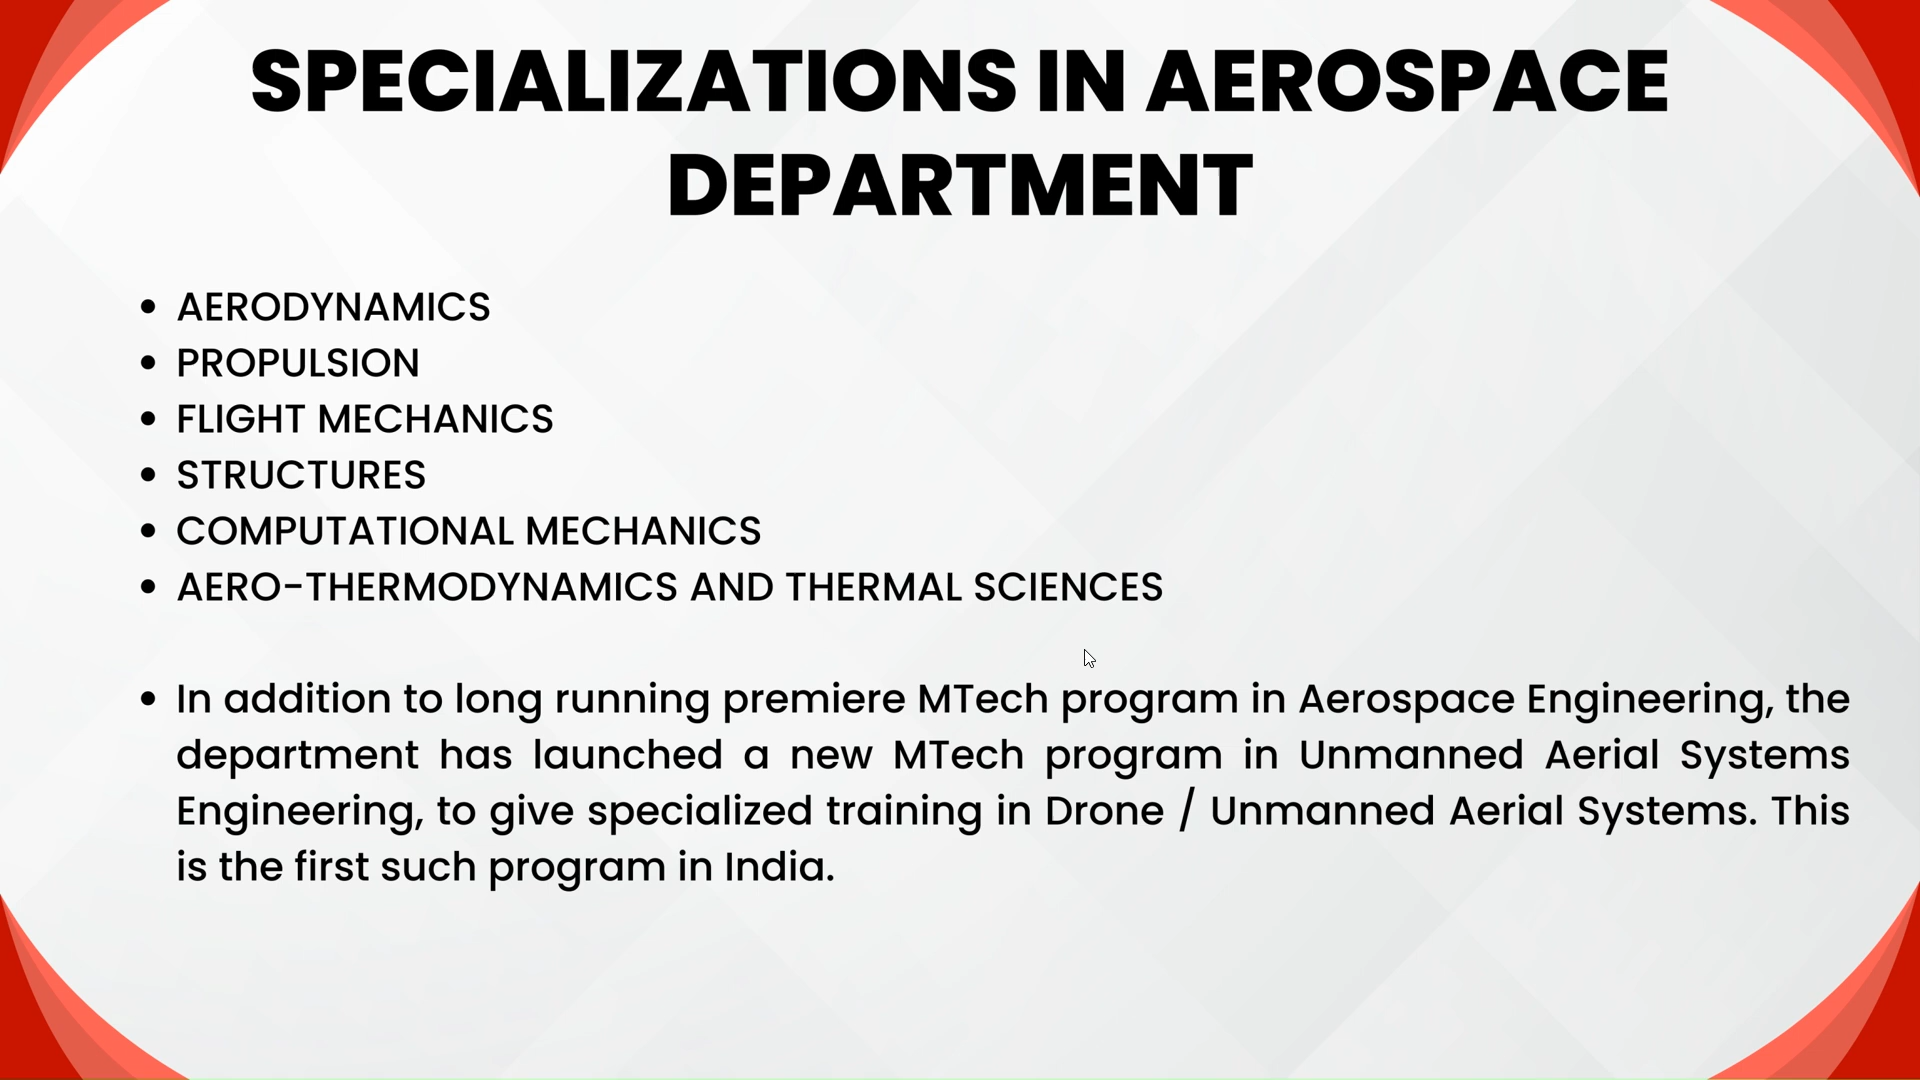 SPECIALIZATIONS IN AEROSPACE
DEPARTMENT
• AERODYNAMICS
• PROPULSION
• FLIGHT MECHANICS
• STRUCTURES
• COMPUTATIONAL MECHANICS
• AERO-THERMODYNAMICS AND THERMAL SCIENCES
• In addition to long running premiere MTech program in Aerospace Engineering, the
department has launched a new MTech program in Unmanned Aerial Systems
Engineering, to give specialized training in Drone / Unmanned Aerial Systems. This
is the first such program in India.